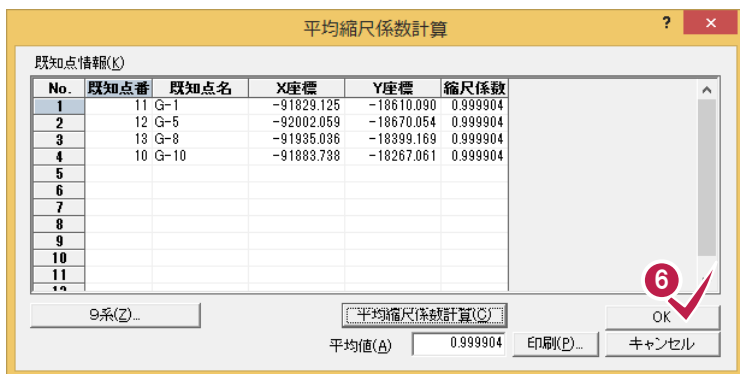 平均縮尺係数計算 ? ×
既知点情報(K)
No. 既知点番 既知点名 X座標 Y座標 縮尺係数
1 11 G-1 -91829.125 -18610.090 0.999904
2 12 G-5 -92002.059 -18670.054 0.999904
3 13 G-8 -91935.036 -18399.169 0.999904
4 10 G-10 -91883.738 -18267.061 0.999904
5
6
7
8
9
10
11
12
6
9系(Z)... 平均縮尺係数計算(C) OK
平均値(A) 0.999904 印刷(P)... キャンセル